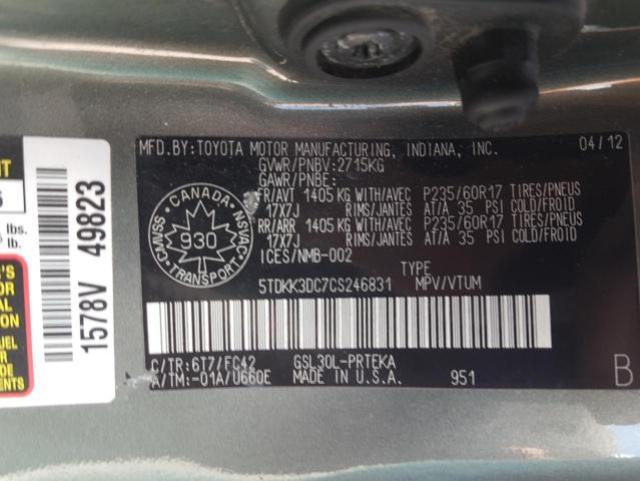 MFD.BY: TOYOTA MOTOR MANUFACTURING, INDIANA, INC. 04/12
GVWR/PNBV: 2715KG
GAWR/PNBE:
FR/AVT 1405 KG WITH/AVEC P235/60R17 TIRES/PNEUS
17X7J RIMS/JANTES AT/A 35 PSI COLD/FROID
RR/ARR 1405 KG WITH/AVEC P235/60R17 TIRES/PNEUS
17X7J RIMS/JANTES AT/A 35 PSI COLD/FROID
ICES/NMB-002
TYPE
5TDKK3DC7CS246831 MPV/VTUM
CANADA
CMVSS NSVAC
930
TRANSPORT
C/TR: 6T7/FC42 GSL30L-PRTEKA
A/TM: -01A/U660E MADE IN U.S.A. 951
B
1578V 49823
lbs.
lb.